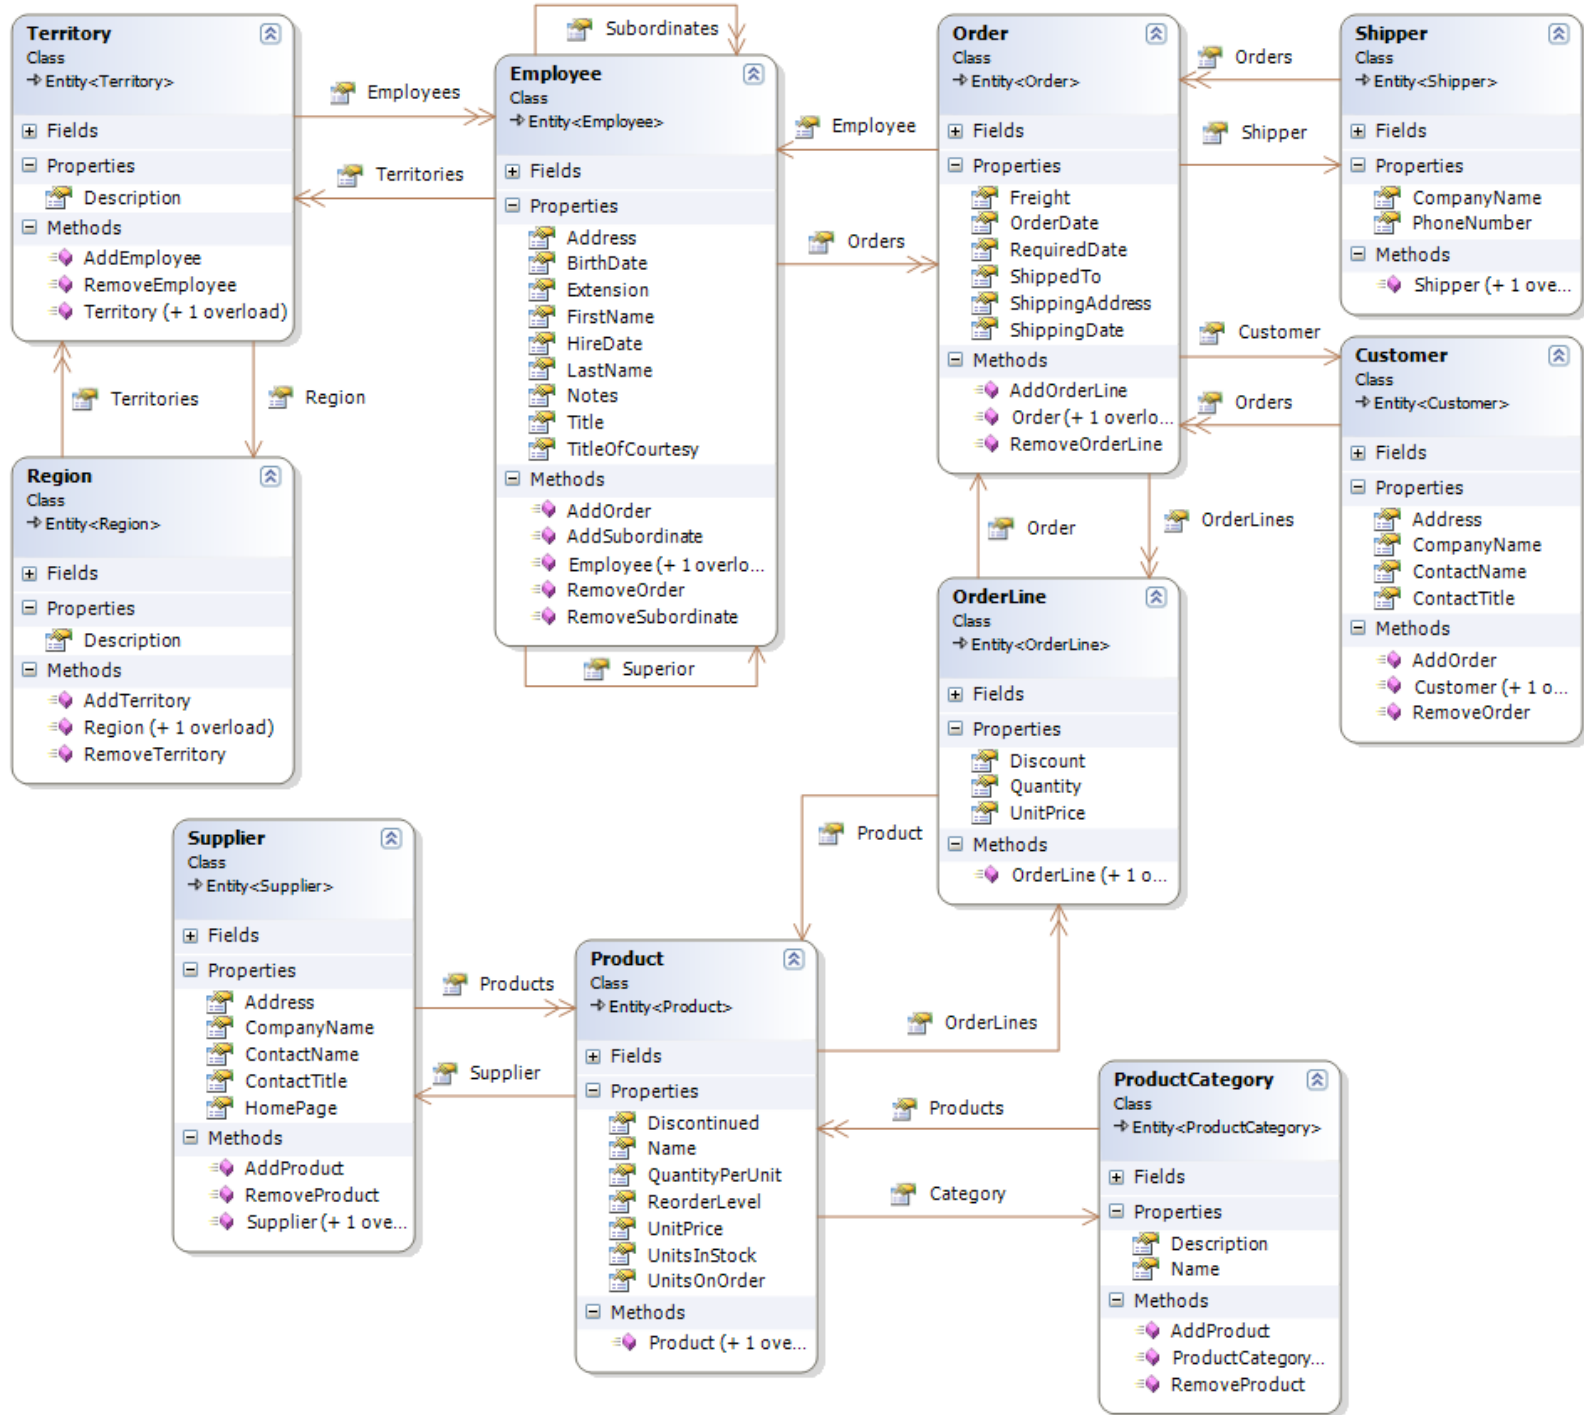 Territory
Class
Entity<Territory>
Fields
Properties
Description
Methods
AddEmployee
RemoveEmployee
Territory (+ 1 overload)
Employees
Territories
Territories
Region
Region
Class
Entity<Region>
Fields
Properties
Description
Methods
AddTerritory
Region (+ 1 overload)
RemoveTerritory
Subordinates
Employee
Class
Entity<Employee>
Fields
Properties
Address
BirthDate
Extension
FirstName
HireDate
LastName
Notes
Title
TitleOfCourtesy
Methods
AddOrder
AddSubordinate
Employee (+ 1 overlo...
RemoveOrder
RemoveSubordinate
Superior
Employee
Orders
Order
Class
Entity<Order>
Fields
Properties
Freight
OrderDate
RequiredDate
ShippedTo
ShippingAddress
ShippingDate
Methods
AddOrderLine
Order (+ 1 overlo...
RemoveOrderLine
Orders
Shipper
Customer
Orders
Shipper
Class
Entity<Shipper>
Fields
Properties
CompanyName
PhoneNumber
Methods
Shipper (+ 1 ove...
Customer
Class
Entity<Customer>
Fields
Properties
Address
CompanyName
ContactName
ContactTitle
Methods
AddOrder
Customer (+ 1 o...
RemoveOrder
Order
OrderLines
OrderLine
Class
Entity<OrderLine>
Fields
Properties
Discount
Quantity
UnitPrice
Methods
OrderLine (+ 1 o...
Product
OrderLines
Supplier
Class
Entity<Supplier>
Fields
Properties
Address
CompanyName
ContactName
ContactTitle
HomePage
Methods
AddProduct
RemoveProduct
Supplier (+ 1 ove...
Products
Supplier
Product
Class
Entity<Product>
Fields
Properties
Discontinued
Name
QuantityPerUnit
ReorderLevel
UnitPrice
UnitsInStock
UnitsOnOrder
Methods
Product (+ 1 ove...
Products
Category
ProductCategory
Class
Entity<ProductCategory>
Fields
Properties
Description
Name
Methods
AddProduct
ProductCategory...
RemoveProduct